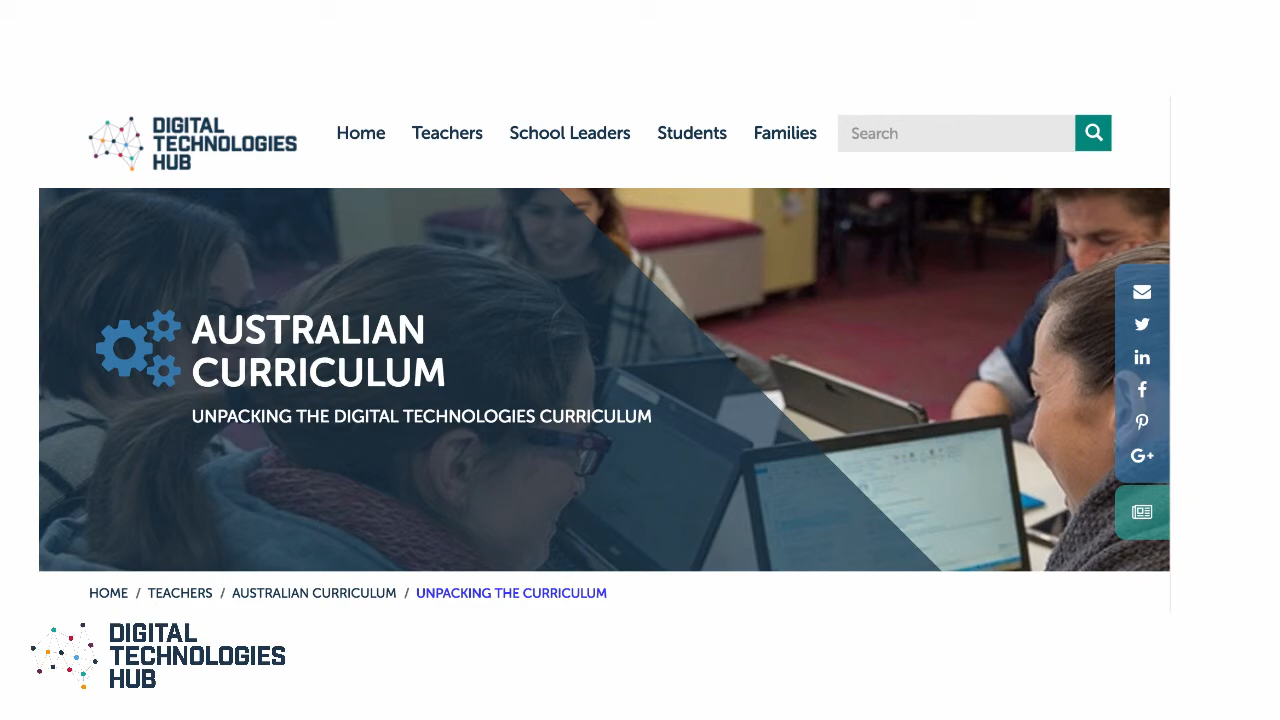 DIGITAL
TECHNOLOGIES
HUB
Home Teachers School Leaders Students Families Search
AUSTRALIAN
CURRICULUM
UNPACKING THE DIGITAL TECHNOLOGIES CURRICULUM
in
f
G+
HOME / TEACHERS / AUSTRALIAN CURRICULUM / UNPACKING THE CURRICULUM
DIGITAL
TECHNOLOGIES
HUB